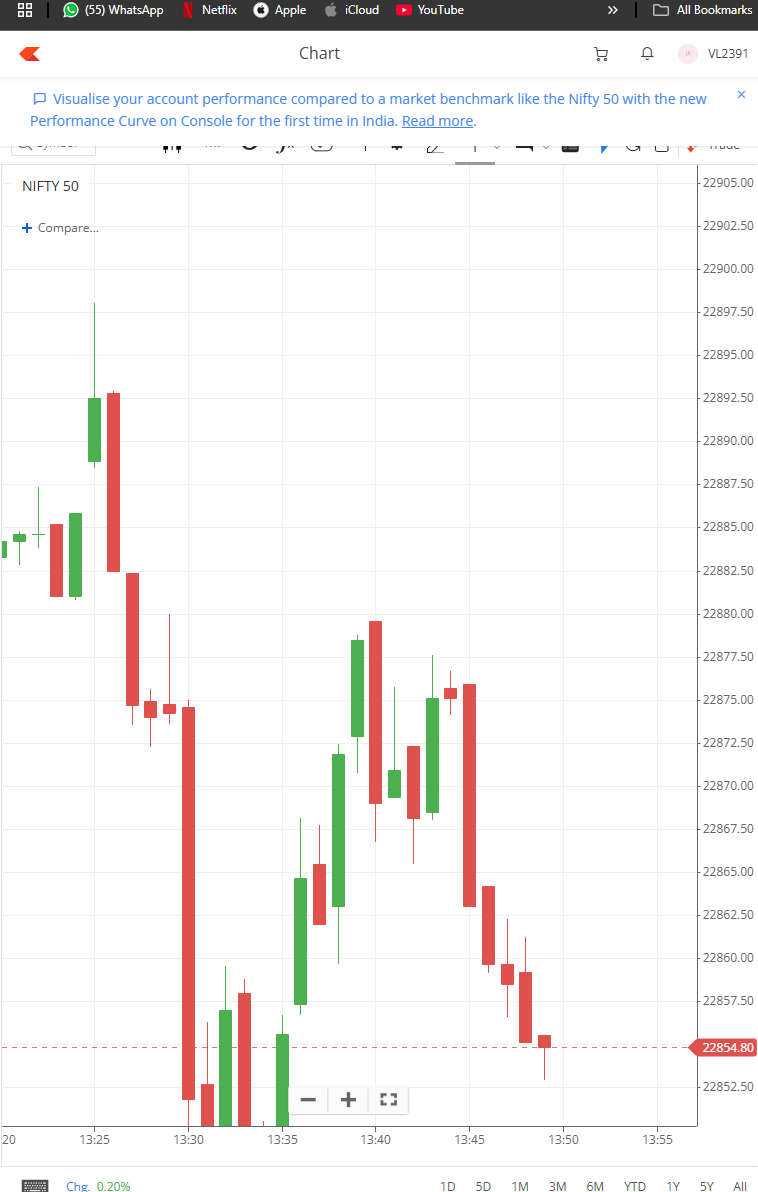 (55) WhatsApp Netflix Apple iCloud YouTube » All Bookmarks
Chart VL2391
Visualise your account performance compared to a market benchmark like the Nifty 50 with the new
Performance Curve on Console for the first time in India. Read more.
NIFTY 50
+ Compare...
22905.00
22902.50
22900.00
22897.50
22895.00
22892.50
22890.00
22887.50
22885.00
22882.50
22880.00
22877.50
22875.00
22872.50
22870.00
22867.50
22865.00
22862.50
22860.00
22857.50
22854.80
22852.50
20 13:25 13:30 13:35 13:40 13:45 13:50 13:55
Chg. 0.20% 1D 5D 1M 3M 6M YTD 1Y 5Y All